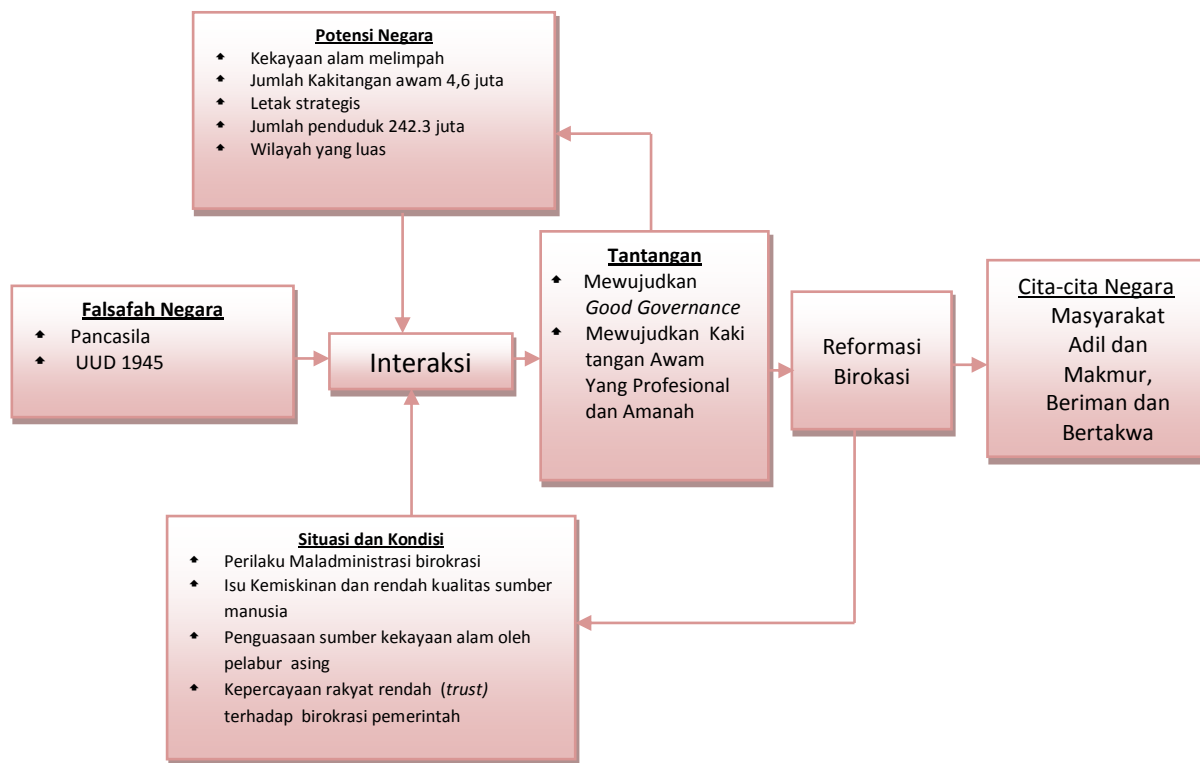 Potensi Negara
Kekayaan alam melimpah
Jumlah Kakitangan awam 4,6 juta
Letak strategis
Jumlah penduduk 242.3 juta
Wilayah yang luas
Falsafah Negara
Pancasila
UUD 1945
Interaksi
Tantangan
Mewujudkan
Good Governance
Mewujudkan Kaki
tangan Awam
Yang Profesional
dan Amanah
Reformasi
Birokasi
Cita-cita Negara
Masyarakat
Adil dan
Makmur,
Beriman dan
Bertakwa
Situasi dan Kondisi
Perilaku Maladministrasi birokrasi
Isu Kemiskinan dan rendah kualitas sumber
manusia
Penguasaan sumber kekayaan alam oleh
pelabur asing
Kepercayaan rakyat rendah (trust)
terhadap birokrasi pemerintah